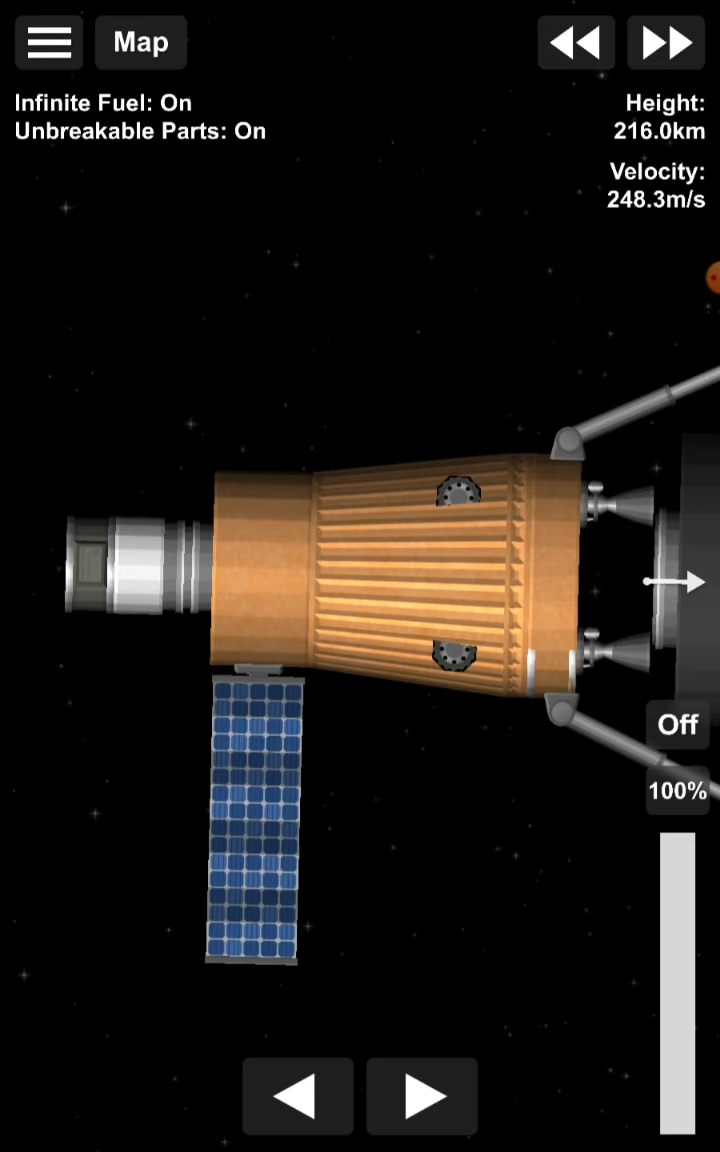 Map
Infinite Fuel: On
Unbreakable Parts: On
Height:
216.0km
Velocity:
248.3m/s
Off
100%